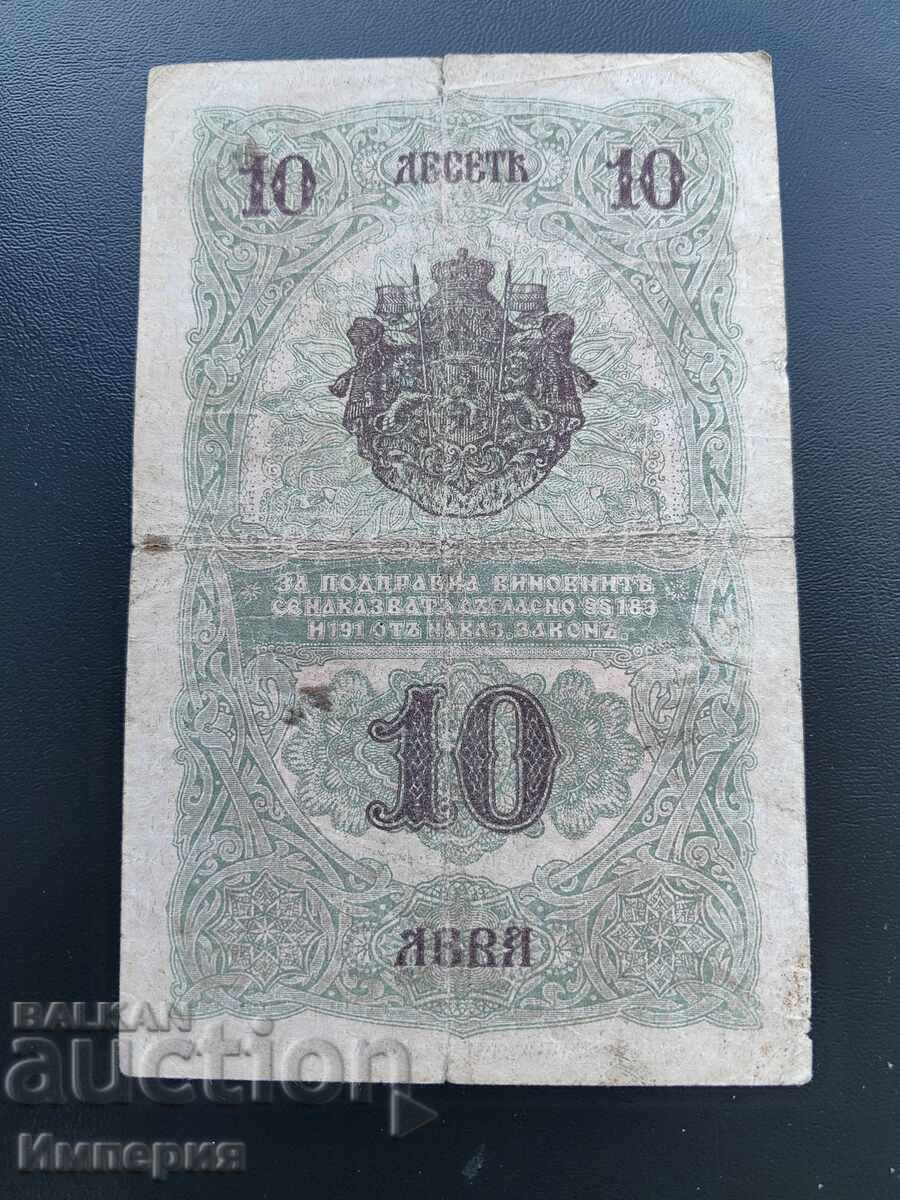 10 ДЕСЕТЬ 10
ЗА ПОДПРАВКА ВИНОВНИТѢ
СЕ НАКАЗВАТЪ СЪГЛАСНО §§ 183
И 191 ОТЪ НАКАЗ. ЗАКОНЪ.
10
ЛЕВА
BALKAN
auction
Империя